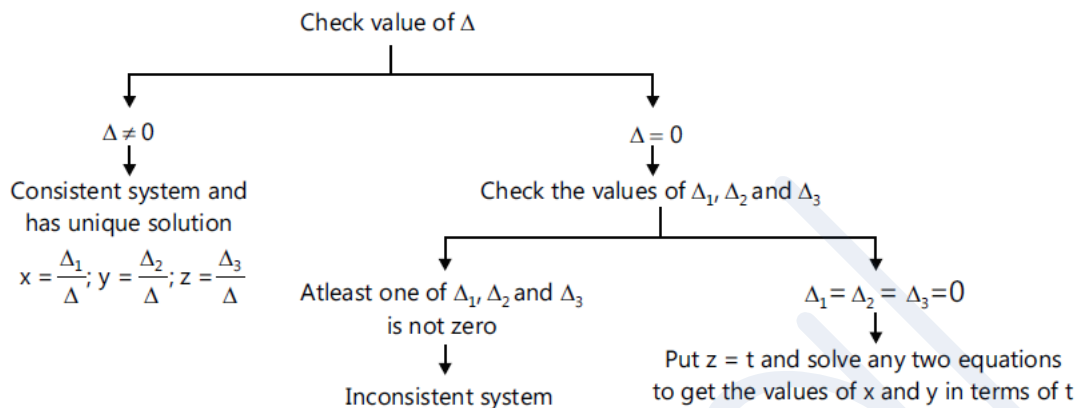 Check value of Δ
Δ ≠ 0
Δ = 0
Consistent system and
has unique solution
x = Δ₁/Δ; y = Δ₂/Δ; z = Δ₃/Δ
Check the values of Δ₁, Δ₂ and Δ₃
Atleast one of Δ₁, Δ₂ and Δ₃
is not zero
Inconsistent system
Δ₁ = Δ₂ = Δ₃=0
Put z = t and solve any two equations
to get the values of x and y in terms of t